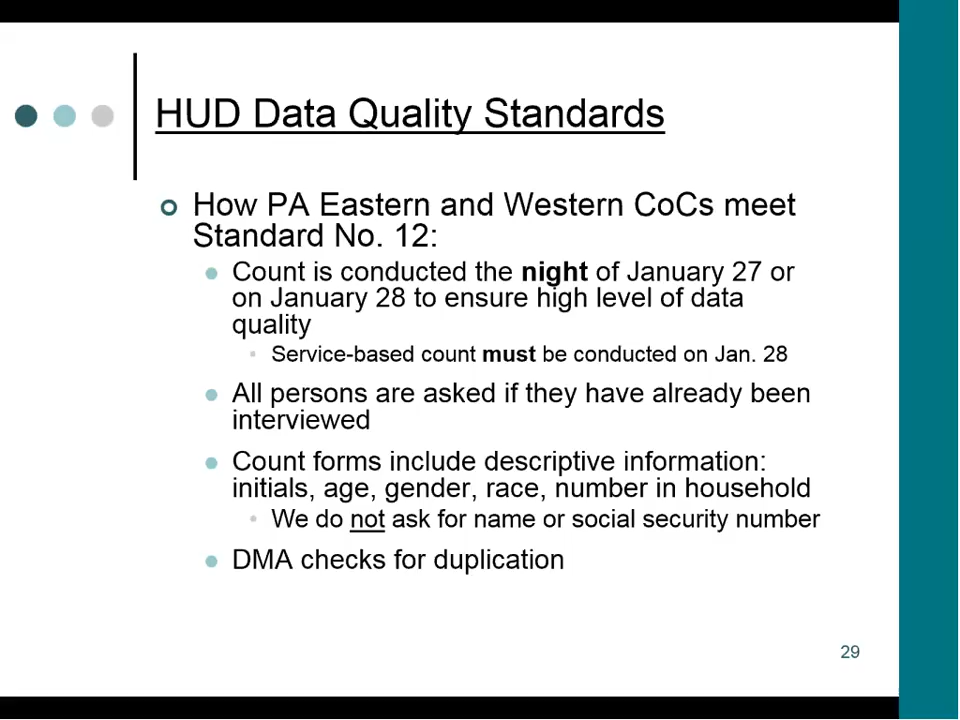 HUD Data Quality Standards
How PA Eastern and Western CoCs meet
Standard No. 12:
Count is conducted the night of January 27 or
on January 28 to ensure high level of data
quality
Service-based count must be conducted on Jan. 28
All persons are asked if they have already been
interviewed
Count forms include descriptive information:
initials, age, gender, race, number in household
We do not ask for name or social security number
DMA checks for duplication
29